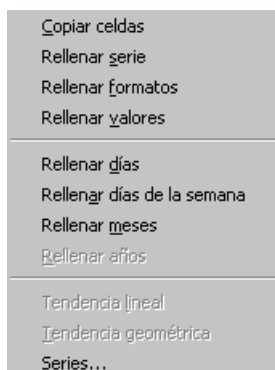 Copiar celdas
Rellenar serie
Rellenar formatos
Rellenar valores
Rellenar días
Rellenar días de la semana
Rellenar meses
Rellenar años
Tendencia lineal
Tendencia geométrica
Series...